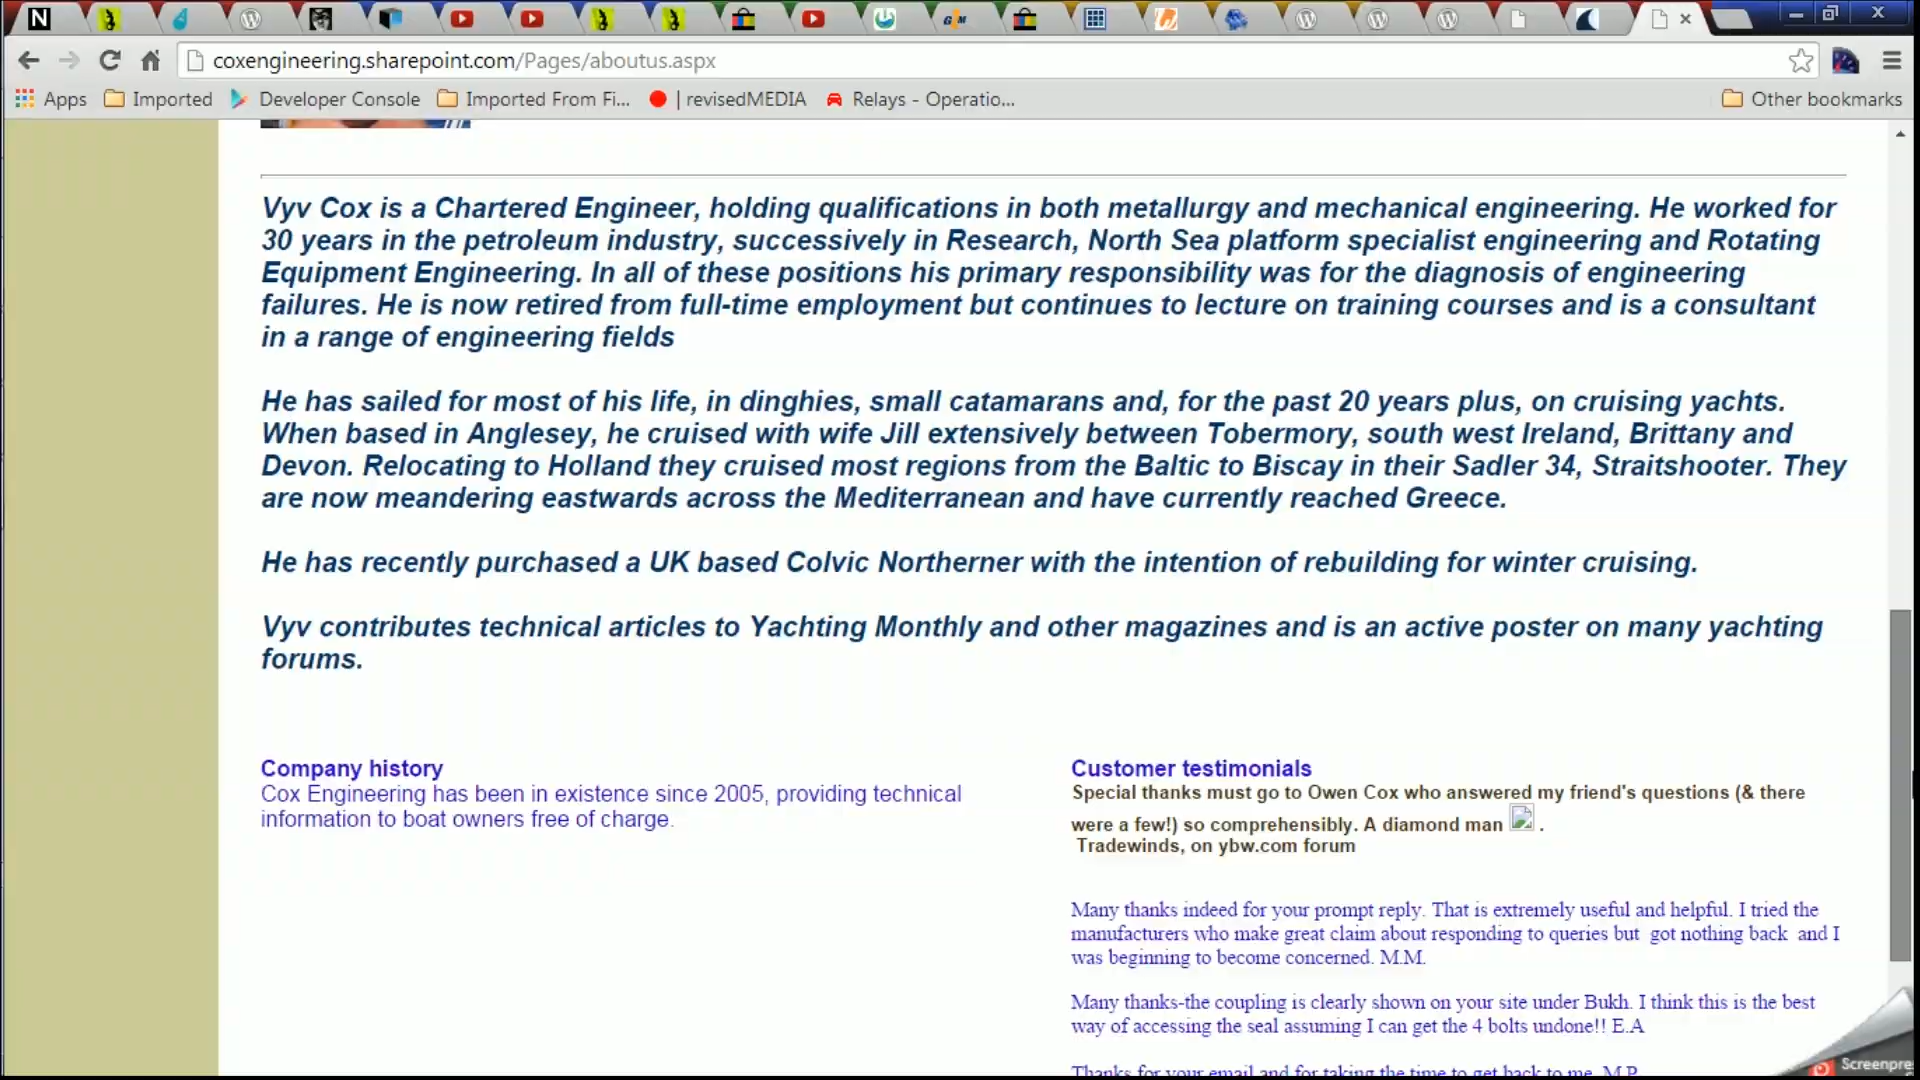 N
coxengineering.sharepoint.com/Pages/aboutus.aspx
Apps Imported Developer Console Imported From Fi... | revisedMEDIA Relays - Operatio... Other bookmarks
Vyv Cox is a Chartered Engineer, holding qualifications in both metallurgy and mechanical engineering. He worked for
30 years in the petroleum industry, successively in Research, North Sea platform specialist engineering and Rotating
Equipment Engineering. In all of these positions his primary responsibility was for the diagnosis of engineering
failures. He is now retired from full-time employment but continues to lecture on training courses and is a consultant
in a range of engineering fields
He has sailed for most of his life, in dinghies, small catamarans and, for the past 20 years plus, on cruising yachts.
When based in Anglesey, he cruised with wife Jill extensively between Tobermory, south west Ireland, Brittany and
Devon. Relocating to Holland they cruised most regions from the Baltic to Biscay in their Sadler 34, Straitshooter. They
are now meandering eastwards across the Mediterranean and have currently reached Greece.
He has recently purchased a UK based Colvic Northerner with the intention of rebuilding for winter cruising.
Vyv contributes technical articles to Yachting Monthly and other magazines and is an active poster on many yachting
forums.
Company history
Cox Engineering has been in existence since 2005, providing technical
information to boat owners free of charge.
Customer testimonials
Special thanks must go to Owen Cox who answered my friend's questions (& there
were a few!) so comprehensibly. A diamond man .
Tradewinds, on ybw.com forum
Many thanks indeed for your prompt reply. That is extremely useful and helpful. I tried the
manufacturers who make great claim about responding to queries but got nothing back and I
was beginning to become concerned. M.M.
Many thanks-the coupling is clearly shown on your site under Bukh. I think this is the best
way of accessing the seal assuming I can get the 4 bolts undone!! E.A
Thanks for your email and for taking the time to get back to me. M.P
Screenpre